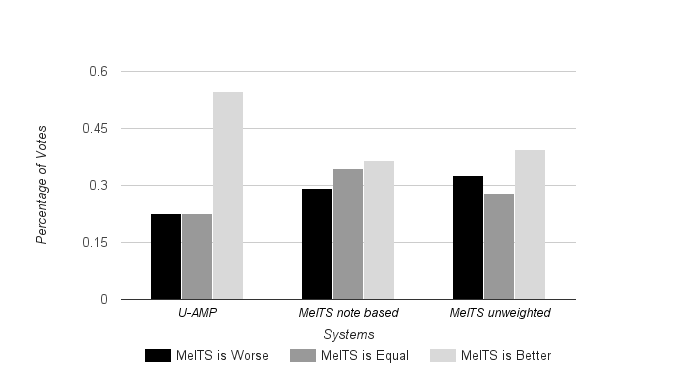 0.6
0.45
0.3
0.15
0
Percentage of Votes
U-AMP
MelTS note based
MelTS unweighted
Systems
MelTS is Worse
MelTS is Equal
MelTS is Better